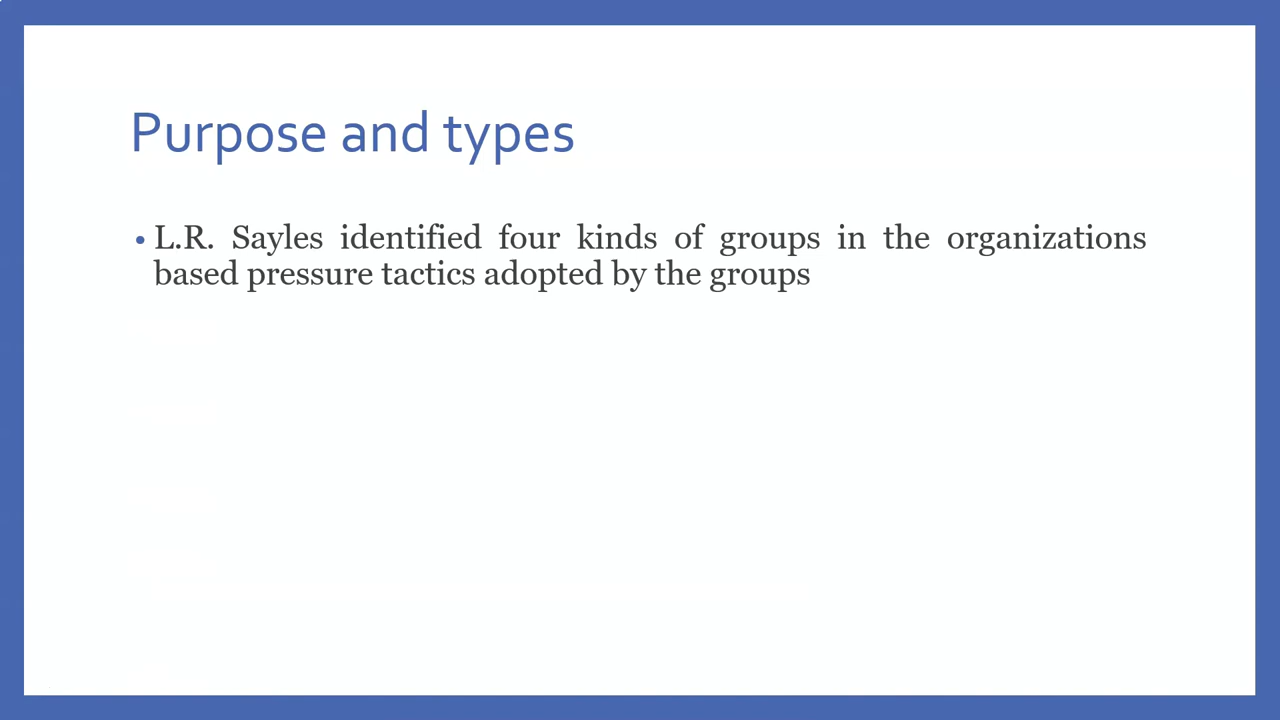 Purpose and types
• L.R. Sayles identified four kinds of groups in the organizations
based pressure tactics adopted by the groups